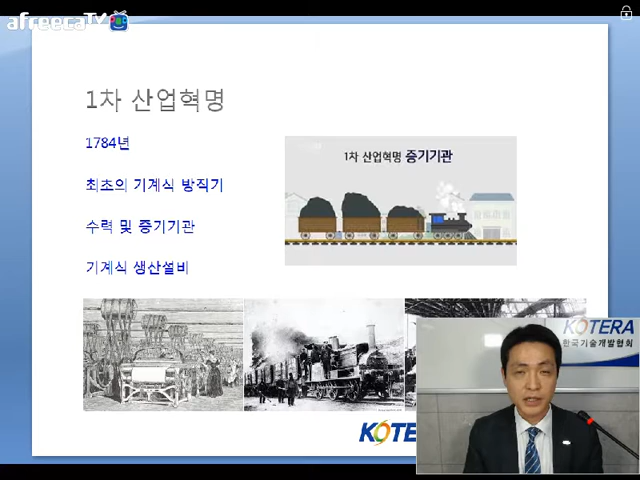 afreecaTV
1차 산업혁명
1784년
최초의 기계식 방직기
수력 및 증기기관
기계식 생산설비
1차 산업혁명 증기기관
KOTERA
한국기술개발협회
KOTE